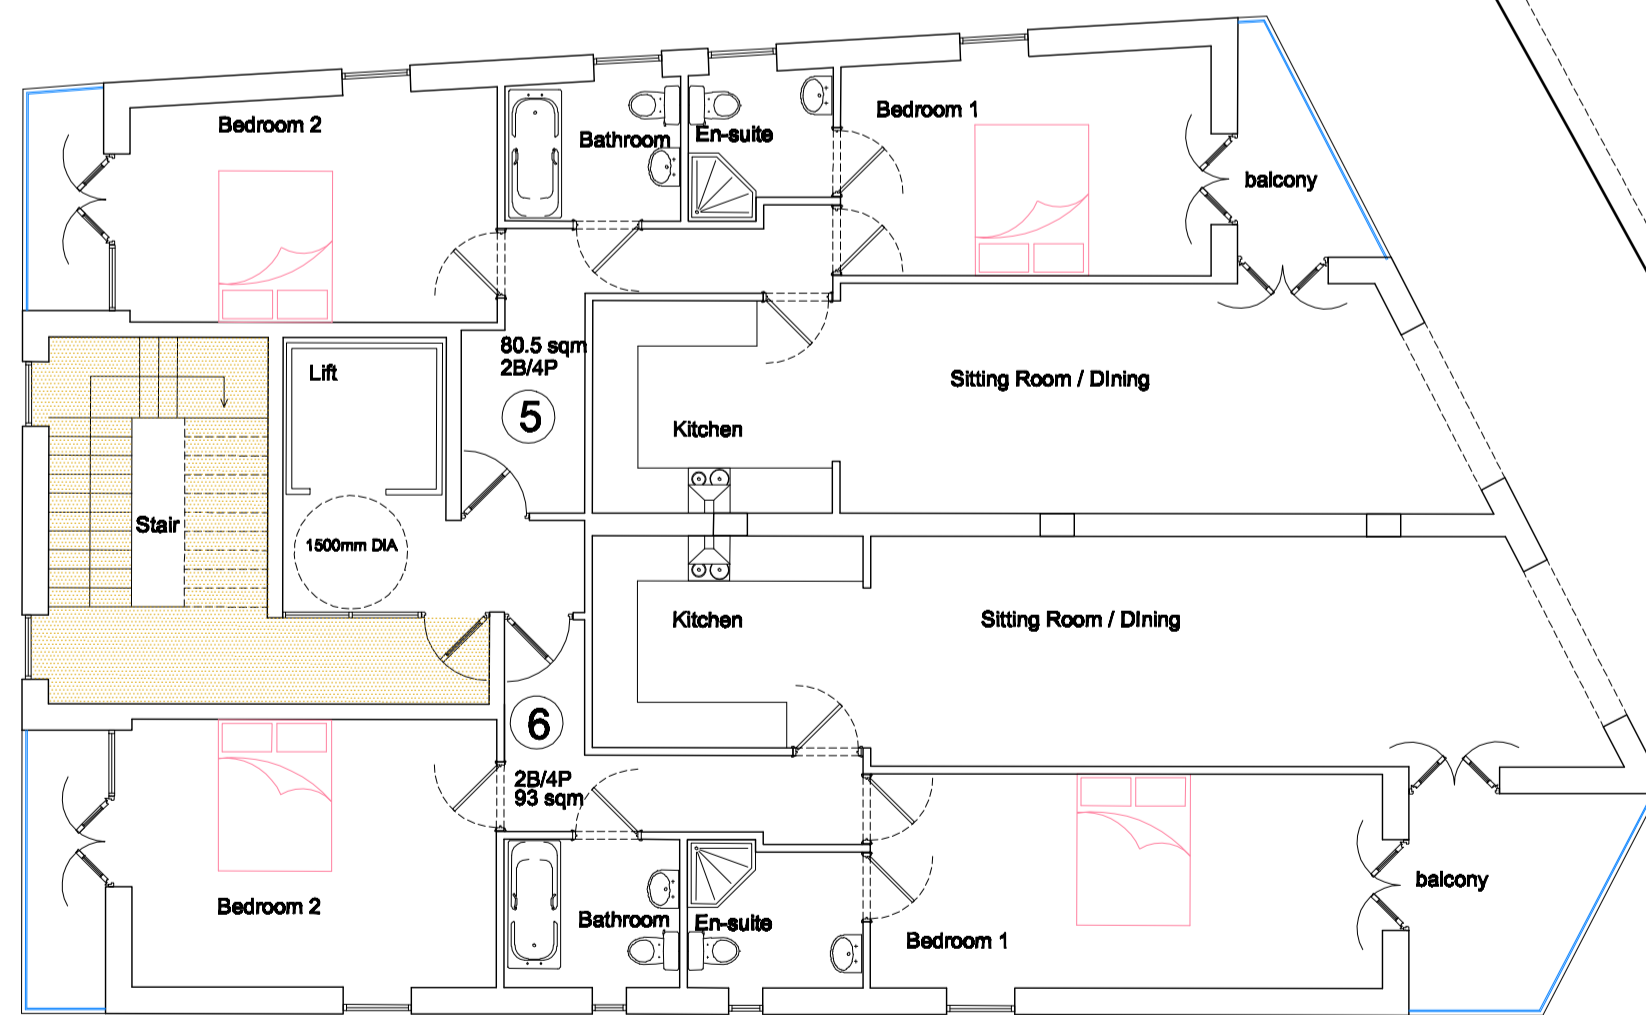 Bedroom 2
Bathroom
En-suite
Bedroom 1
balcony
80.5 sqm
2B/4P
5
Lift
Sitting Room / DIning
Kitchen
Stair
1500mm DIA
Kitchen
Sitting Room / DIning
6
2B/4P
93 sqm
Bedroom 2
Bathroom
En-suite
Bedroom 1
balcony